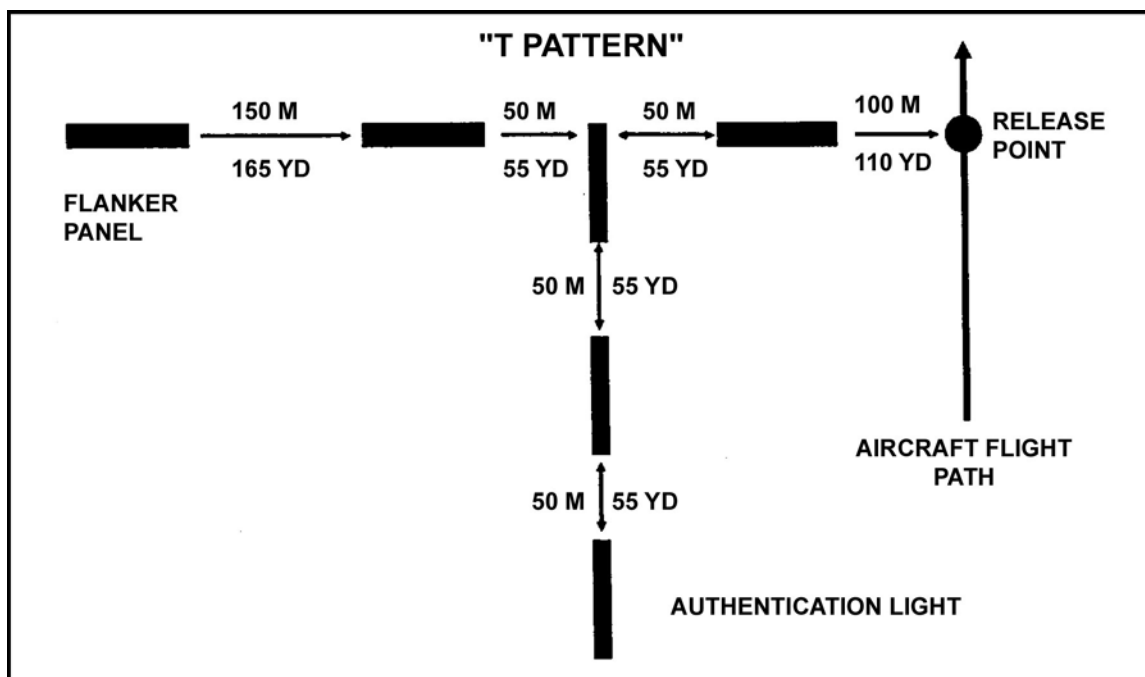 "T PATTERN"
150 M
165 YD
50 M
55 YD
50 M
55 YD
100 M
110 YD
RELEASE
POINT
FLANKER
PANEL
50 M 55 YD
50 M 55 YD
AIRCRAFT FLIGHT
PATH
AUTHENTICATION LIGHT